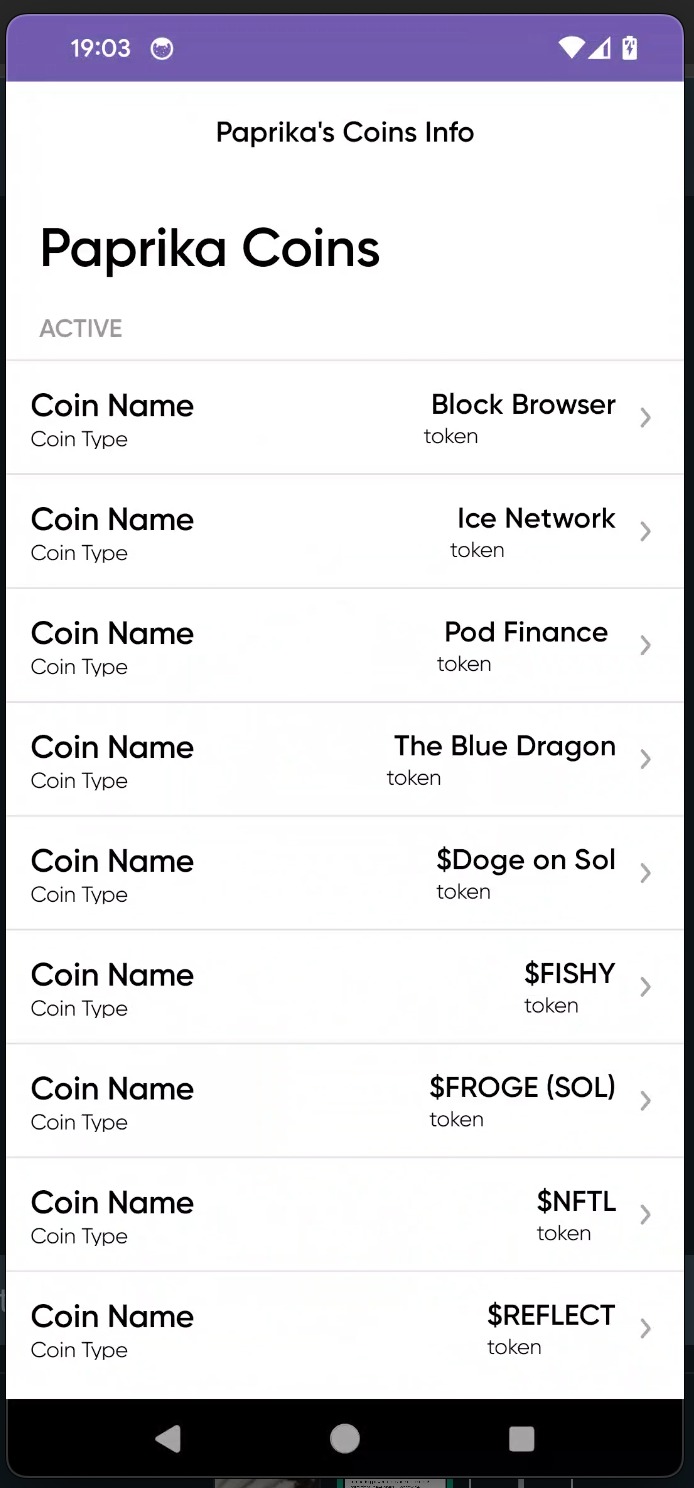 19:03
Paprika's Coins Info
Paprika Coins
ACTIVE
Coin Name Block Browser
Coin Type token
Coin Name Ice Network
Coin Type token
Coin Name Pod Finance
Coin Type token
Coin Name The Blue Dragon
Coin Type token
Coin Name $Doge on Sol
Coin Type token
Coin Name $FISHY
Coin Type token
Coin Name $FROGE (SOL)
Coin Type token
Coin Name $NFTL
Coin Type token
Coin Name $REFLECT
Coin Type token